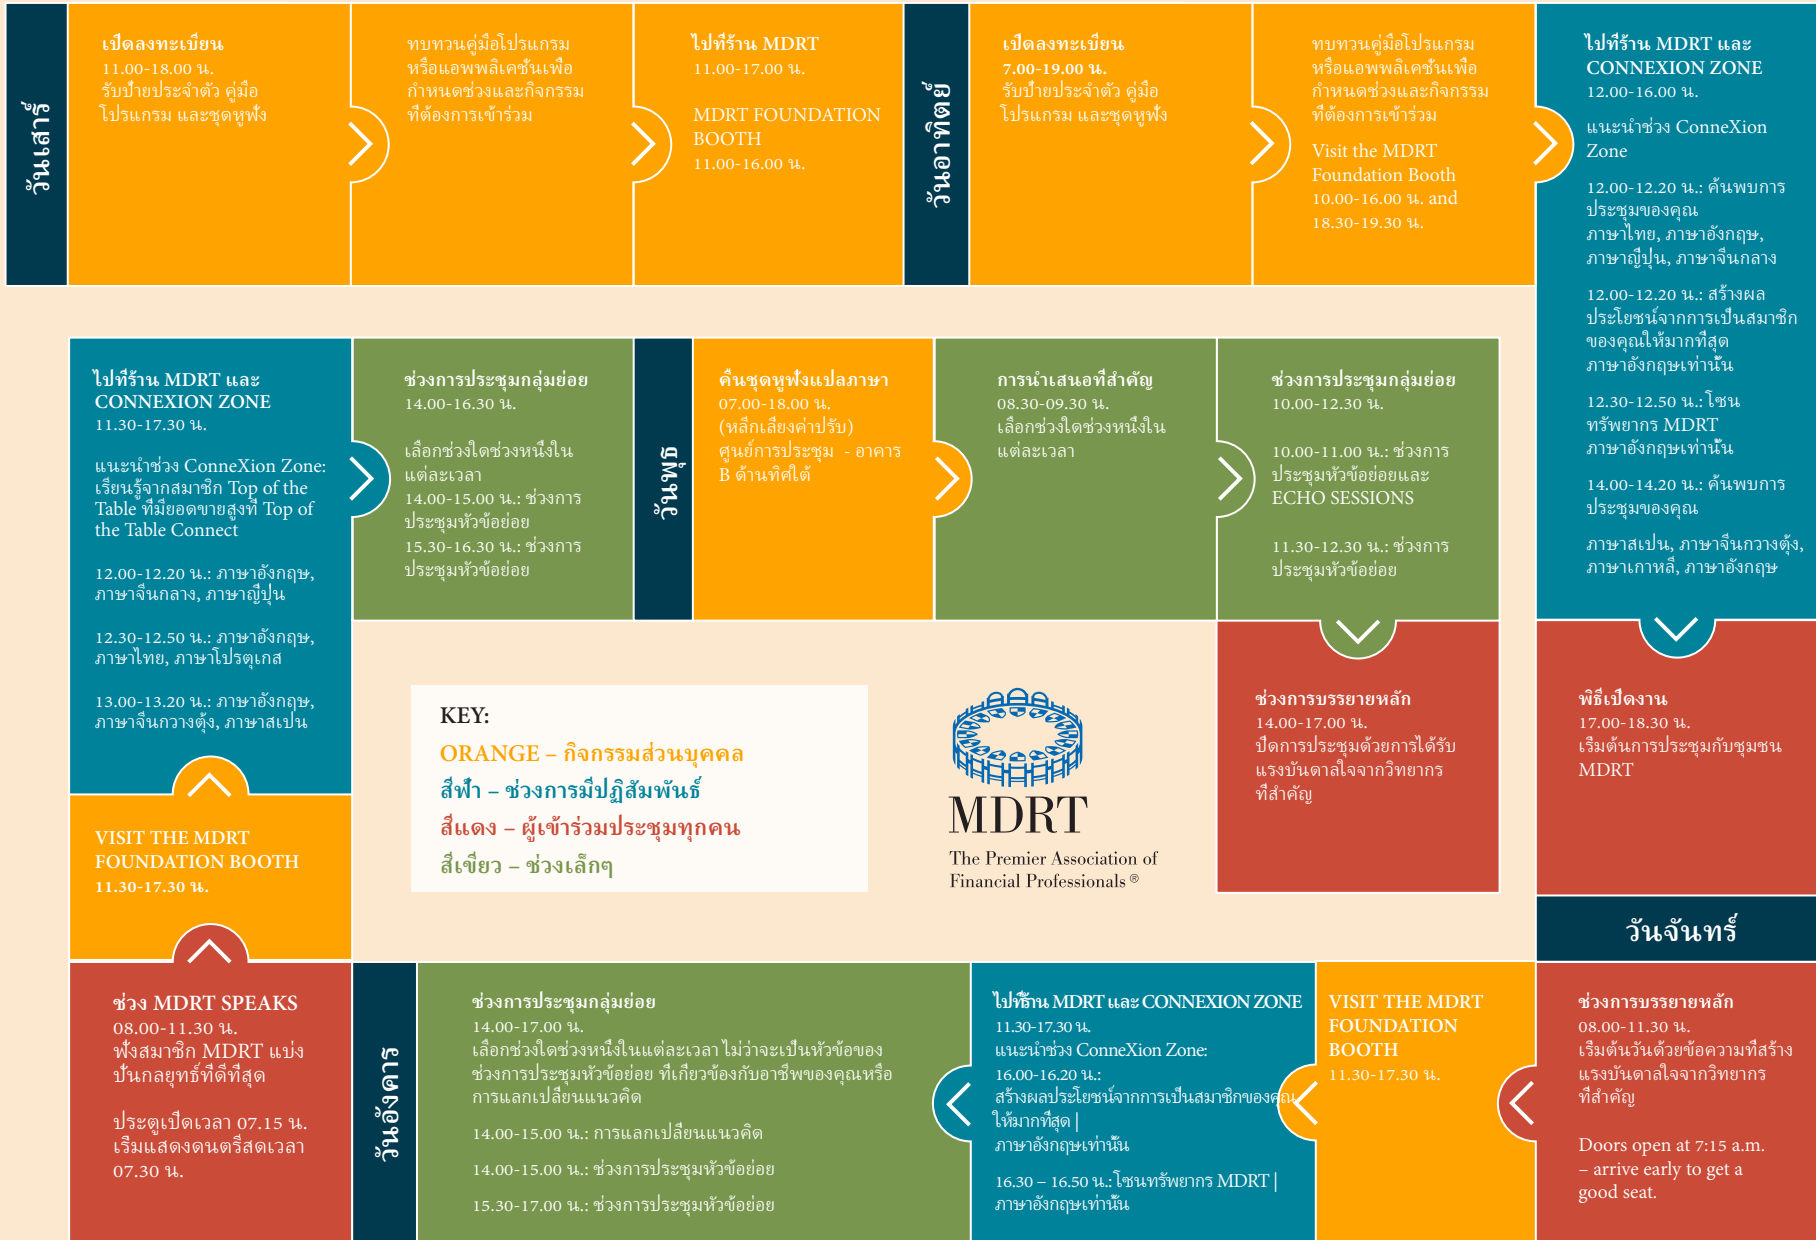 วันเสาร์
เปิดลงทะเบียน
11.00-18.00 น.
รับป้ายประจำตัว คู่มือ
โปรแกรม และชุดหูฟัง
ทบทวนคู่มือโปรแกรม
หรือแอพพลิเคชั่นเพื่อ
กำหนดช่วงและกิจกรรม
ที่ต้องการเข้าร่วม
ไปที่ร้าน MDRT
11.00-17.00 น.
MDRT FOUNDATION
BOOTH
11.00-16.00 น.
วันอาทิตย์
เปิดลงทะเบียน
7.00-19.00 น.
รับป้ายประจำตัว คู่มือ
โปรแกรม และชุดหูฟัง
ทบทวนคู่มือโปรแกรม
หรือแอพพลิเคชั่นเพื่อ
กำหนดช่วงและกิจกรรม
ที่ต้องการเข้าร่วม
Visit the MDRT
Foundation Booth
10.00-16.00 น. and
18.30-19.30 น.
ไปที่ร้าน MDRT และ
CONNEXION ZONE
12.00-16.00 น.
แนะนำช่วง ConneXion
Zone
12.00-12.20 น.: ค้นพบการ
ประชุมของคุณ
ภาษาไทย, ภาษาอังกฤษ,
ภาษาญี่ปุ่น, ภาษาจีนกลาง
12.00-12.20 น.: สร้างผล
ประโยชน์จากการเป็นสมาชิก
ของคุณให้มากที่สุด
ภาษาอังกฤษเท่านั้น
12.30-12.50 น.: โซน
ทรัพยากร MDRT
ภาษาอังกฤษเท่านั้น
14.00-14.20 น.: ค้นพบการ
ประชุมของคุณ
ภาษาสเปน, ภาษาจีนกวางตุ้ง,
ภาษาเกาหลี, ภาษาอังกฤษ
พิธีเปิดงาน
17.00-18.30 น.
เริ่มต้นการประชุมกับชุมชน
MDRT
วันจันทร์
ช่วงการบรรยายหลัก
08.00-11.30 น.
เริ่มต้นวันด้วยข้อความที่สร้าง
แรงบันดาลใจจากวิทยากร
ที่สำคัญ
Doors open at 7:15 a.m.
– arrive early to get a
good seat.
VISIT THE MDRT
FOUNDATION
BOOTH
11.30-17.30 น.
ไปที่ร้าน MDRT และ CONNEXION ZONE
11.30-17.30 น.
แนะนำช่วง ConneXion Zone:
16.00-16.20 น.:
สร้างผลประโยชน์จากการเป็นสมาชิกของคุณ
ให้มากที่สุด |
ภาษาอังกฤษเท่านั้น
16.30 – 16.50 น.: โซนทรัพยากร MDRT |
ภาษาอังกฤษเท่านั้น
ช่วงการประชุมกลุ่มย่อย
14.00-17.00 น.
เลือกช่วงใดช่วงหนึ่งในแต่ละเวลา ไม่ว่าจะเป็นหัวข้อของ
ช่วงการประชุมหัวข้อย่อย ที่เกี่ยวข้องกับอาชีพของคุณหรือ
การแลกเปลี่ยนแนวคิด
14.00-15.00 น.: การแลกเปลี่ยนแนวคิด
14.00-15.00 น.: ช่วงการประชุมหัวข้อย่อย
15.30-17.00 น.: ช่วงการประชุมหัวข้อย่อย
วันอังคาร
ช่วง MDRT SPEAKS
08.00-11.30 น.
ฟังสมาชิก MDRT แบ่ง
ปันกลยุทธ์ที่ดีที่สุด
ประตูเปิดเวลา 07.15 น.
เริ่มแสดงดนตรีสดเวลา
07.30 น.
VISIT THE MDRT
FOUNDATION BOOTH
11.30-17.30 น.
ไปที่ร้าน MDRT และ
CONNEXION ZONE
11.30-17.30 น.
แนะนำช่วง ConneXion Zone:
เรียนรู้จากสมาชิก Top of the
Table ที่มียอดขายสูงที่ Top of
the Table Connect
12.00-12.20 น.: ภาษาอังกฤษ,
ภาษาจีนกลาง, ภาษาญี่ปุ่น
12.30-12.50 น.: ภาษาอังกฤษ,
ภาษาไทย, ภาษาโปรตุเกส
13.00-13.20 น.: ภาษาอังกฤษ,
ภาษาจีนกวางตุ้ง, ภาษาสเปน
ช่วงการประชุมกลุ่มย่อย
14.00-16.30 น.
เลือกช่วงใดช่วงหนึ่งใน
แต่ละเวลา
14.00-15.00 น.: ช่วงการ
ประชุมหัวข้อย่อย
15.30-16.30 น.: ช่วงการ
ประชุมหัวข้อย่อย
วันพุธ
คืนชุดหูฟังแปลภาษา
07.00-18.00 น.
(หลีกเลี่ยงค่าปรับ)
ศูนย์การประชุม - อาคาร
B ด้านทิศใต้
การนำเสนอที่สำคัญ
08.30-09.30 น.
เลือกช่วงใดช่วงหนึ่งใน
แต่ละเวลา
ช่วงการประชุมกลุ่มย่อย
10.00-12.30 น.
10.00-11.00 น.: ช่วงการ
ประชุมหัวข้อย่อยและ
ECHO SESSIONS
11.30-12.30 น.: ช่วงการ
ประชุมหัวข้อย่อย
ช่วงการบรรยายหลัก
14.00-17.00 น.
ปิดการประชุมด้วยการได้รับ
แรงบันดาลใจจากวิทยากร
ที่สำคัญ
KEY:
ORANGE – กิจกรรมส่วนบุคคล
สีฟ้า – ช่วงการมีปฏิสัมพันธ์
สีแดง – ผู้เข้าร่วมประชุมทุกคน
สีเขียว – ช่วงเล็กๆ
MDRT
The Premier Association of
Financial Professionals ®